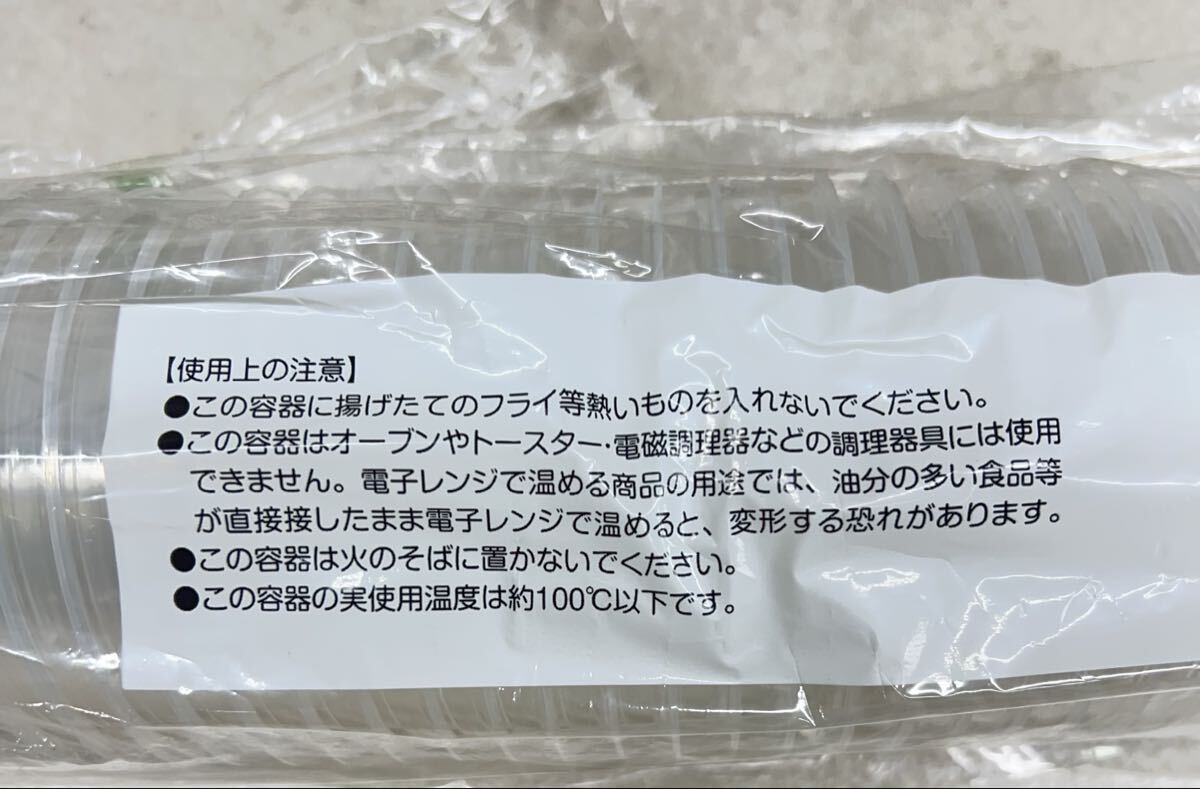 【使用上の注意】
●この容器に揚げたてのフライ等熱いものを入れないでください。
●この容器はオーブンやトースター・電磁調理器などの調理器具には使用
できません。電子レンジで温める商品の用途では、油分の多い食品等
が直接接したまま電子レンジで温めると、変形する恐れがあります。
●この容器は火のそばに置かないでください。
●この容器の実使用温度は約100℃以下です。